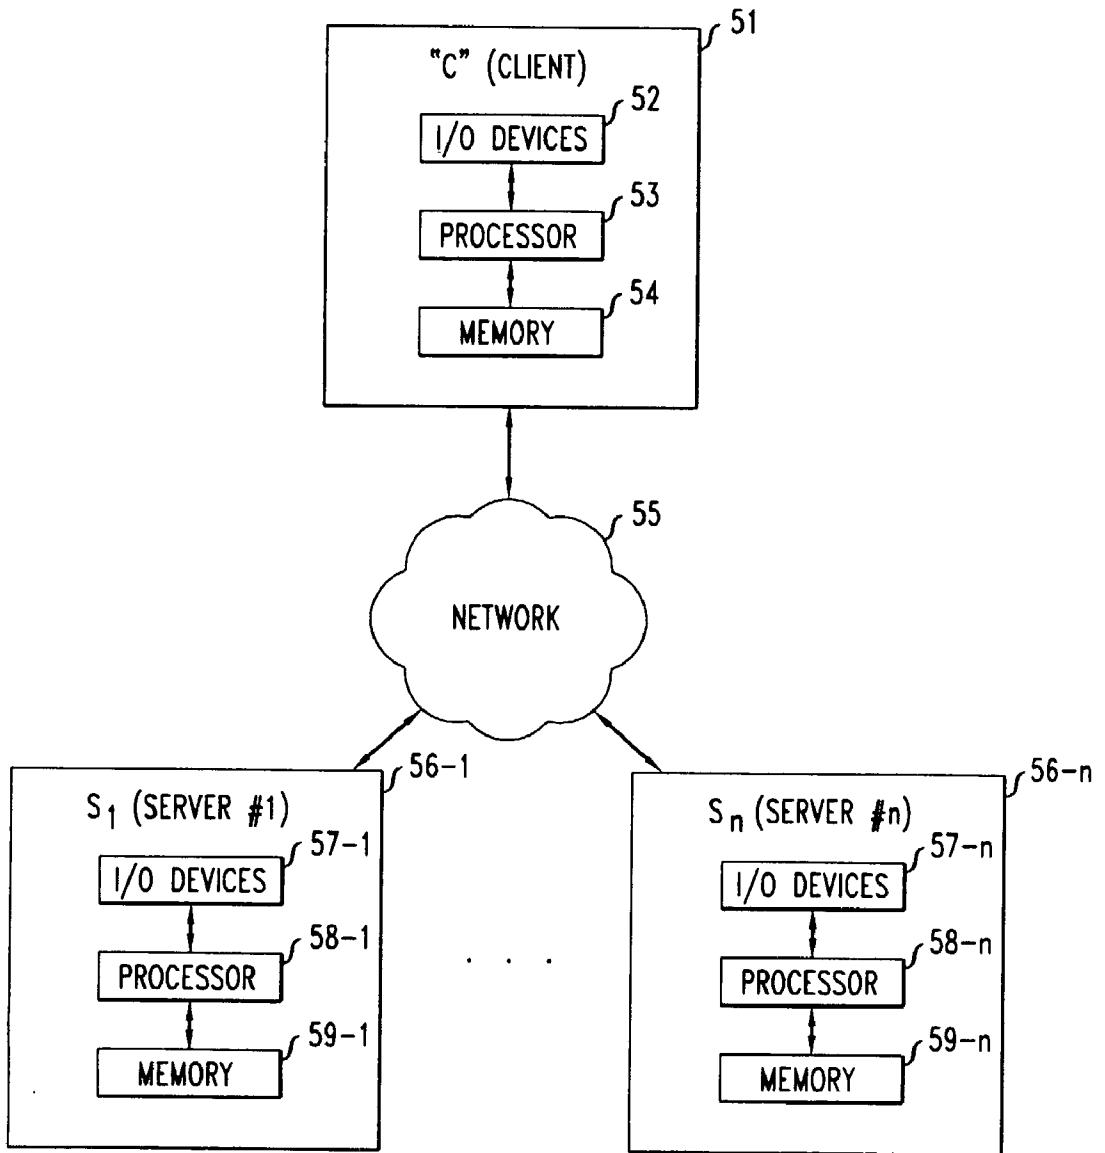 51
"C" (CLIENT)
52
I/O DEVICES
53
PROCESSOR
54
MEMORY
55
NETWORK
56-1
S1 (SERVER #1)
57-1
I/O DEVICES
58-1
PROCESSOR
59-1
MEMORY
. . .
56-n
Sn (SERVER #n)
57-n
I/O DEVICES
58-n
PROCESSOR
59-n
MEMORY